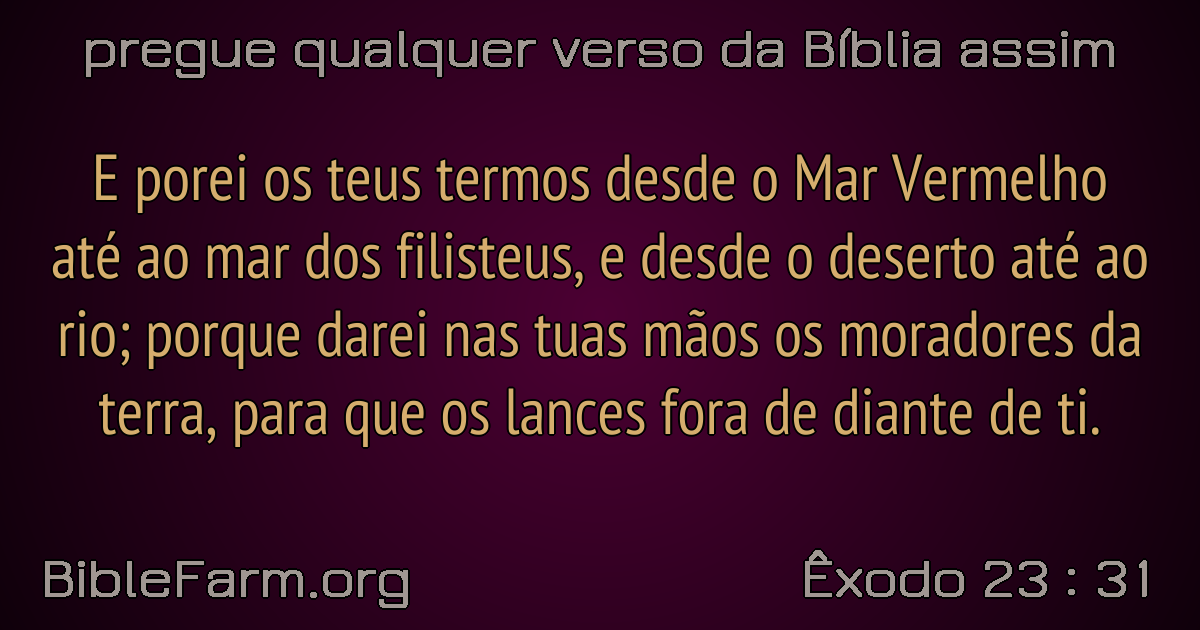 pregue qualquer verso da Bíblia assim
E porei os teus termos desde o Mar Vermelho
até ao mar dos filisteus, e desde o deserto até ao
rio; porque darei nas tuas mãos os moradores da
terra, para que os lances fora de diante de ti.
BibleFarm.org
Êxodo 23 : 31